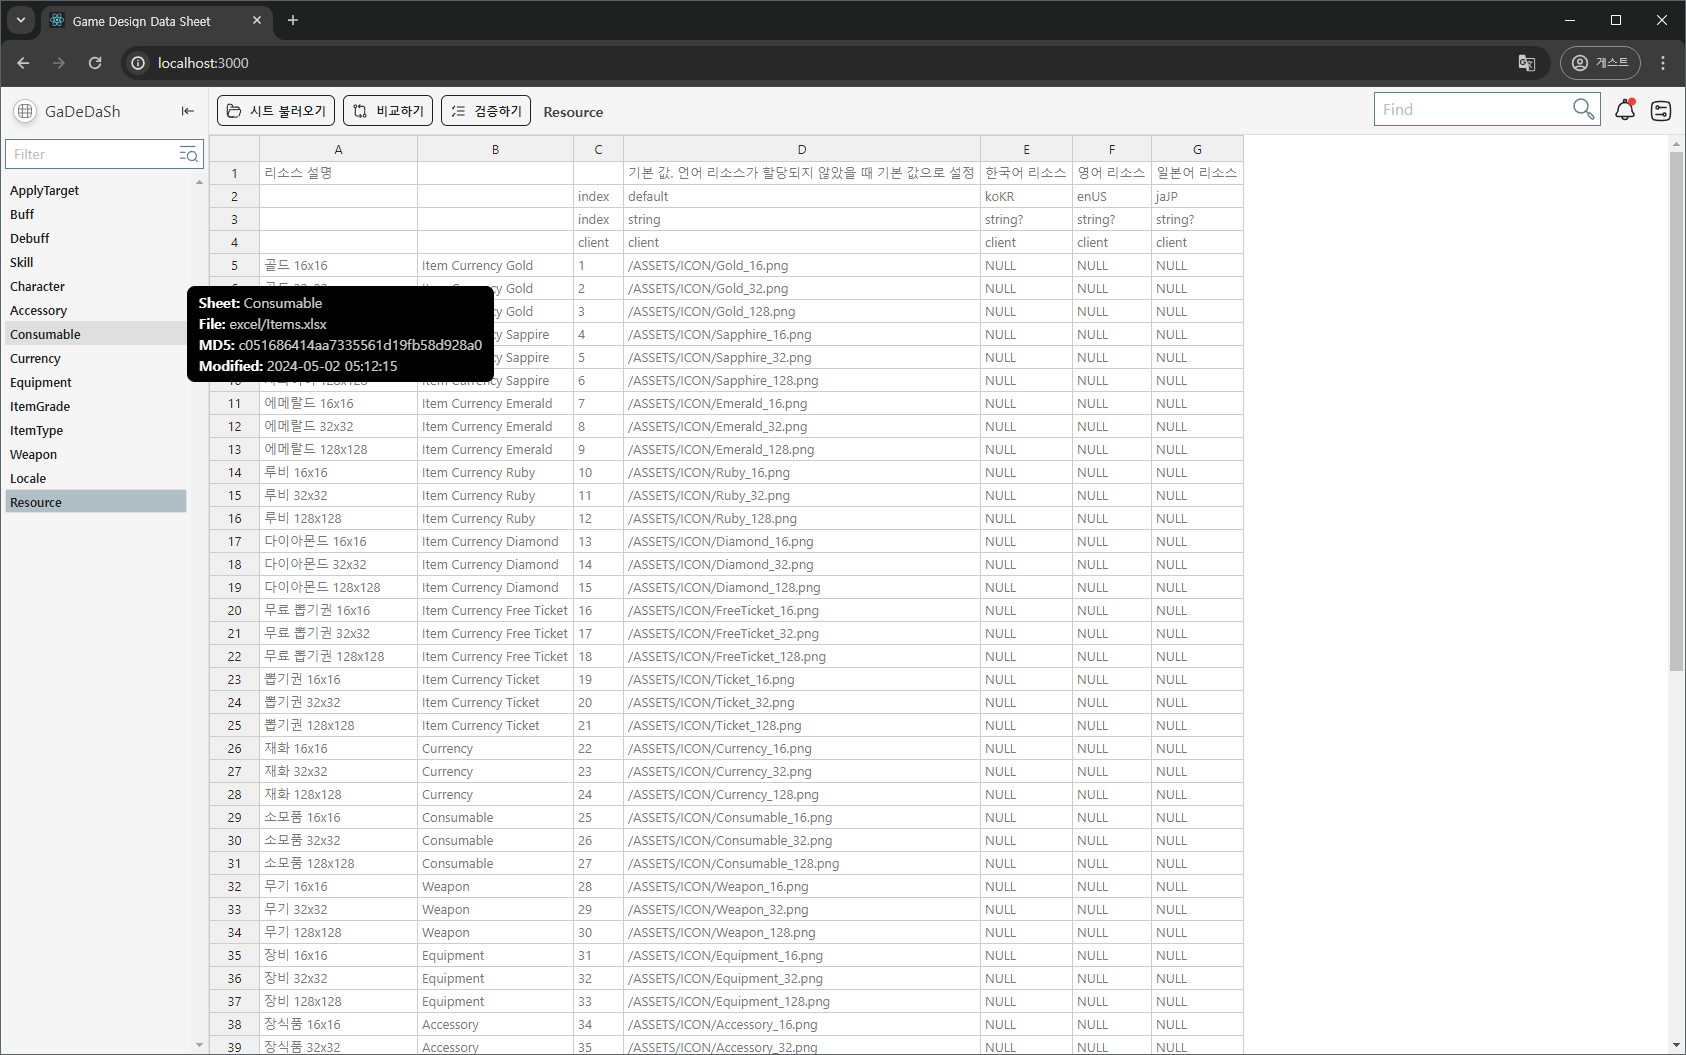 Game Design Data Sheet
localhost:3000
게스트
GaDeDaSh
시트 불러오기
비교하기
검증하기
Resource
Find
Filter
ApplyTarget
Buff
Debuff
Skill
Character
Accessory
Consumable
Currency
Equipment
ItemGrade
ItemType
Weapon
Locale
Resource
Sheet: Consumable
File: excel/Items.xlsx
MD5: c051686414aa7335561d19fb58d928a0
Modified: 2024-05-02 05:12:15
A B C D E F G
1 리소스 설명 기본 값. 언어 리소스가 할당되지 않았을 때 기본 값으로 설정 한국어 리소스 영어 리소스 일본어 리소스
2 index default koKR enUS jaJP
3 index string string? string? string?
4 client client client client client
5 골드 16x16 Item Currency Gold 1 /ASSETS/ICON/Gold_16.png NULL NULL NULL
cy Gold 2 /ASSETS/ICON/Gold_32.png NULL NULL NULL
cy Gold 3 /ASSETS/ICON/Gold_128.png NULL NULL NULL
cy Sappire 4 /ASSETS/ICON/Sapphire_16.png NULL NULL NULL
cy Sappire 5 /ASSETS/ICON/Sapphire_32.png NULL NULL NULL
10 128x128 Item Currency Sappire 6 /ASSETS/ICON/Sapphire_128.png NULL NULL NULL
11 에메랄드 16x16 Item Currency Emerald 7 /ASSETS/ICON/Emerald_16.png NULL NULL NULL
12 에메랄드 32x32 Item Currency Emerald 8 /ASSETS/ICON/Emerald_32.png NULL NULL NULL
13 에메랄드 128x128 Item Currency Emerald 9 /ASSETS/ICON/Emerald_128.png NULL NULL NULL
14 루비 16x16 Item Currency Ruby 10 /ASSETS/ICON/Ruby_16.png NULL NULL NULL
15 루비 32x32 Item Currency Ruby 11 /ASSETS/ICON/Ruby_32.png NULL NULL NULL
16 루비 128x128 Item Currency Ruby 12 /ASSETS/ICON/Ruby_128.png NULL NULL NULL
17 다이아몬드 16x16 Item Currency Diamond 13 /ASSETS/ICON/Diamond_16.png NULL NULL NULL
18 다이아몬드 32x32 Item Currency Diamond 14 /ASSETS/ICON/Diamond_32.png NULL NULL NULL
19 다이아몬드 128x128 Item Currency Diamond 15 /ASSETS/ICON/Diamond_128.png NULL NULL NULL
20 무료 뽑기권 16x16 Item Currency Free Ticket 16 /ASSETS/ICON/FreeTicket_16.png NULL NULL NULL
21 무료 뽑기권 32x32 Item Currency Free Ticket 17 /ASSETS/ICON/FreeTicket_32.png NULL NULL NULL
22 무료 뽑기권 128x128 Item Currency Free Ticket 18 /ASSETS/ICON/FreeTicket_128.png NULL NULL NULL
23 뽑기권 16x16 Item Currency Ticket 19 /ASSETS/ICON/Ticket_16.png NULL NULL NULL
24 뽑기권 32x32 Item Currency Ticket 20 /ASSETS/ICON/Ticket_32.png NULL NULL NULL
25 뽑기권 128x128 Item Currency Ticket 21 /ASSETS/ICON/Ticket_128.png NULL NULL NULL
26 재화 16x16 Currency 22 /ASSETS/ICON/Currency_16.png NULL NULL NULL
27 재화 32x32 Currency 23 /ASSETS/ICON/Currency_32.png NULL NULL NULL
28 재화 128x128 Currency 24 /ASSETS/ICON/Currency_128.png NULL NULL NULL
29 소모품 16x16 Consumable 25 /ASSETS/ICON/Consumable_16.png NULL NULL NULL
30 소모품 32x32 Consumable 26 /ASSETS/ICON/Consumable_32.png NULL NULL NULL
31 소모품 128x128 Consumable 27 /ASSETS/ICON/Consumable_128.png NULL NULL NULL
32 무기 16x16 Weapon 28 /ASSETS/ICON/Weapon_16.png NULL NULL NULL
33 무기 32x32 Weapon 29 /ASSETS/ICON/Weapon_32.png NULL NULL NULL
34 무기 128x128 Weapon 30 /ASSETS/ICON/Weapon_128.png NULL NULL NULL
35 장비 16x16 Equipment 31 /ASSETS/ICON/Equipment_16.png NULL NULL NULL
36 장비 32x32 Equipment 32 /ASSETS/ICON/Equipment_32.png NULL NULL NULL
37 장비 128x128 Equipment 33 /ASSETS/ICON/Equipment_128.png NULL NULL NULL
38 장식품 16x16 Accessory 34 /ASSETS/ICON/Accessory_16.png NULL NULL NULL
39 장식품 32x32 Accessory 35 /ASSETS/ICON/Accessory_32.png NULL NULL NULL